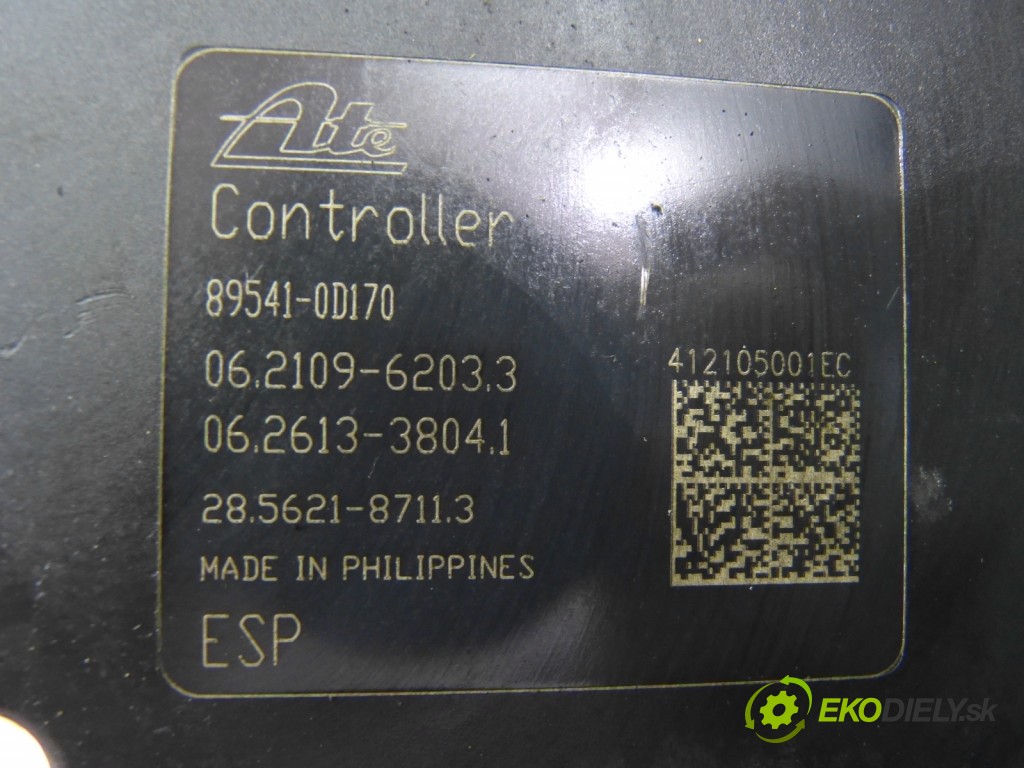 Ate
Controller
89541-0D170
06.2109-6203.3
06.2613-3804.1
28.5621-8711.3
MADE IN PHILIPPINES
ESP
412105001EC
EKODIELY.sk